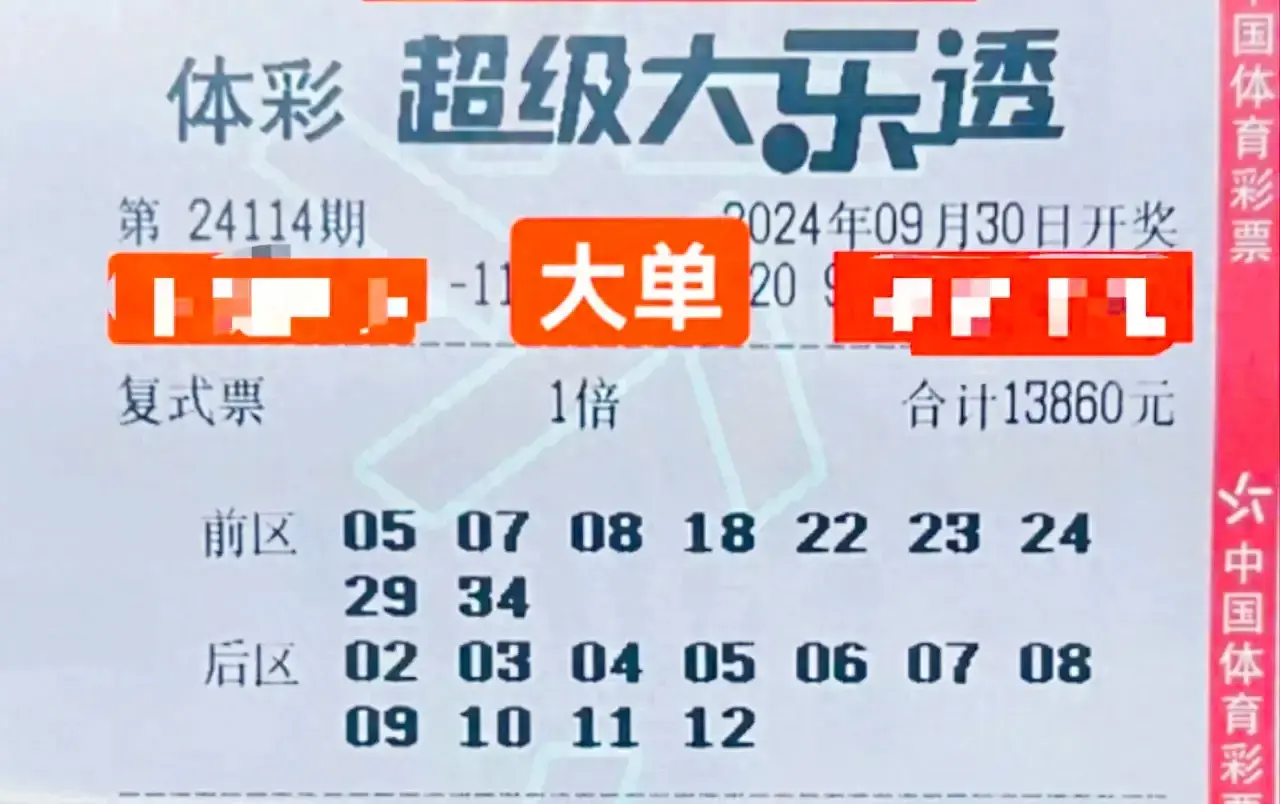 体彩 超级大乐透
第 24114期 2024年09月30日开奖
-11 大单 20 9
复式票 1倍 合计13860元
前区 05 07 08 18 22 23 24
29 34
后区 02 03 04 05 06 07 08
09 10 11 12
中国体育彩票
中国体育彩票